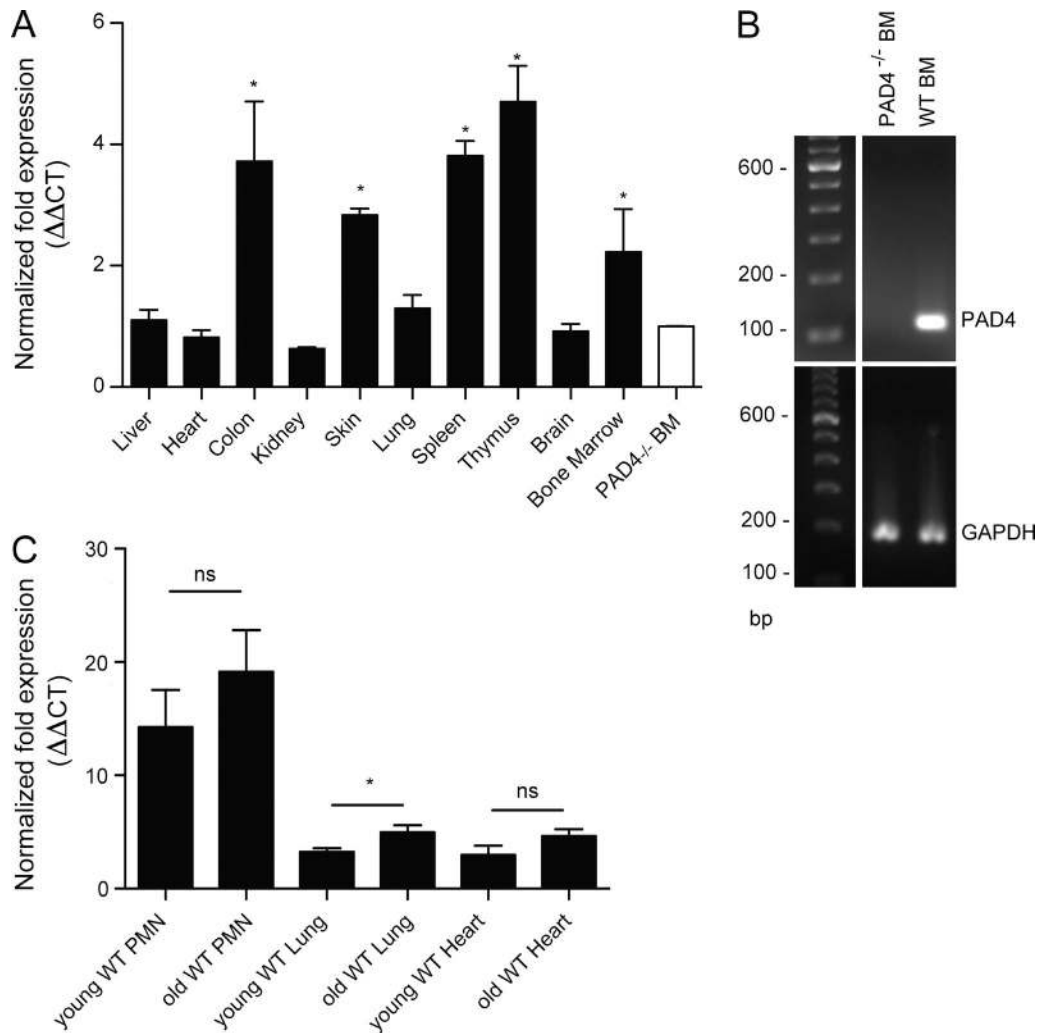 A
Normalized fold expression
(ΔΔCT)
6
4
2
0
*
*
*
*
*
Liver
Heart
Colon
Kidney
Skin
Lung
Spleen
Thymus
Brain
Bone Marrow
PAD4-/- BM
B
PAD4 -/- BM
WT BM
600 -
200 -
100 -
PAD4
600 -
200 -
100 -
GAPDH
bp
C
Normalized fold expression
(ΔΔCT)
30
20
10
0
ns
*
ns
young WT PMN
old WT PMN
young WT Lung
old WT Lung
young WT Heart
old WT Heart